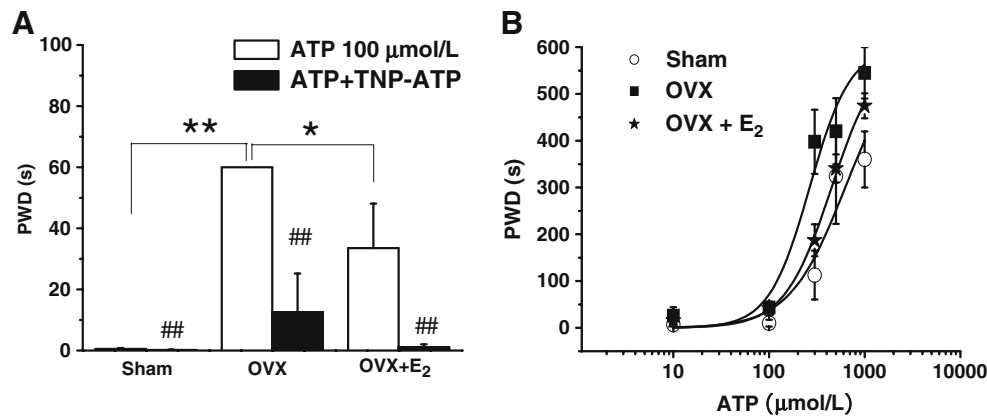 A
100
80
60
40
20
0
PWD (s)
ATP 100 μmol/L
ATP+TNP-ATP
**
*
##
##
##
Sham
OVX
OVX+E₂
B
600
500
400
300
200
100
0
PWD (s)
Sham
OVX
OVX + E₂
10
100
1000
10000
ATP (μmol/L)